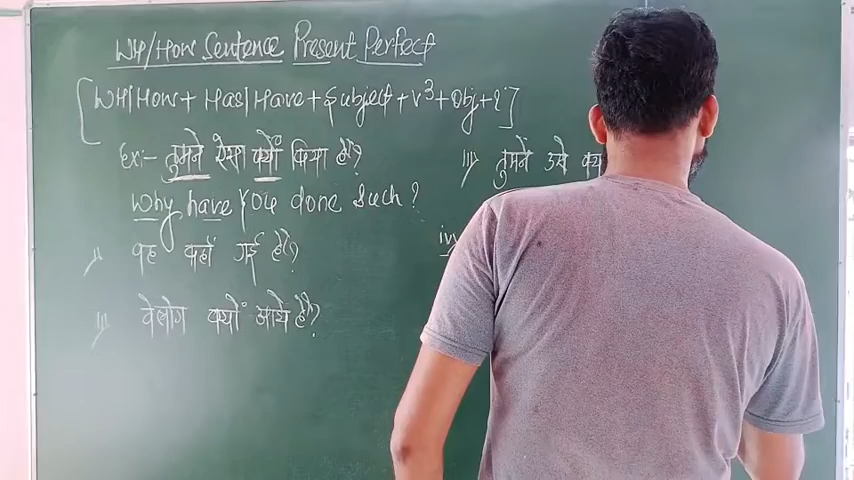 WH/How Sentence Present Perfect
[WH/How + Has/Have + Subject + V³ + Obj + ?]
Ex:- तुमने ऐसा क्यों किया है?
Why have you done such?
i) वह कहाँ गई है?
ii) वेलोग क्यों आये है?
iii) तुमने उसे
iv)